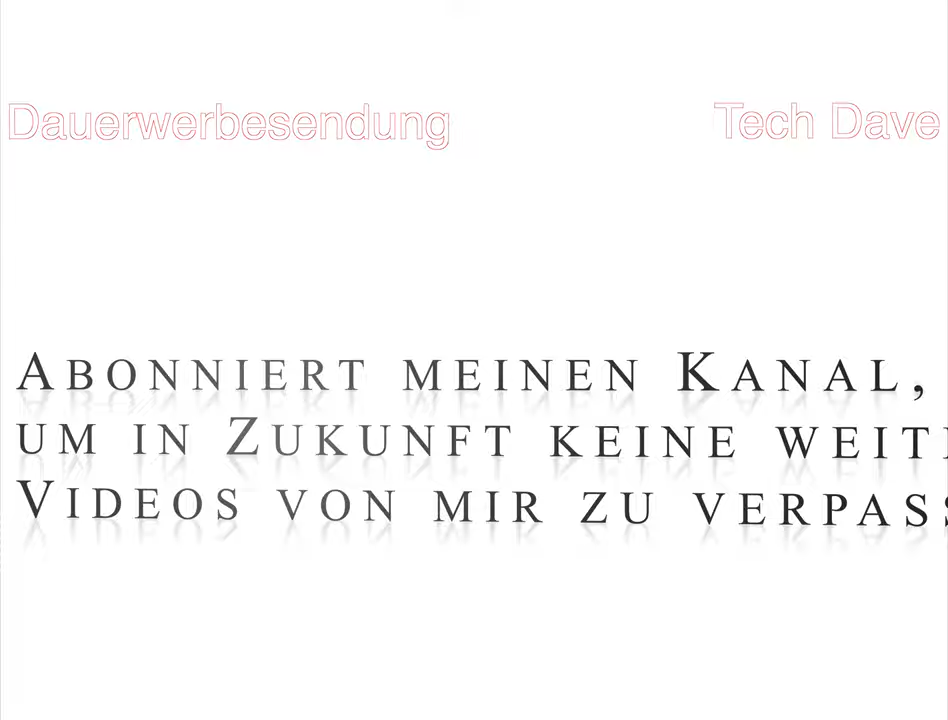 Dauerwerbesendung Tech Dave
ABONNIERT MEINEN KANAL,
UM IN ZUKUNFT KEINE
VIDEOS VON MIR ZU